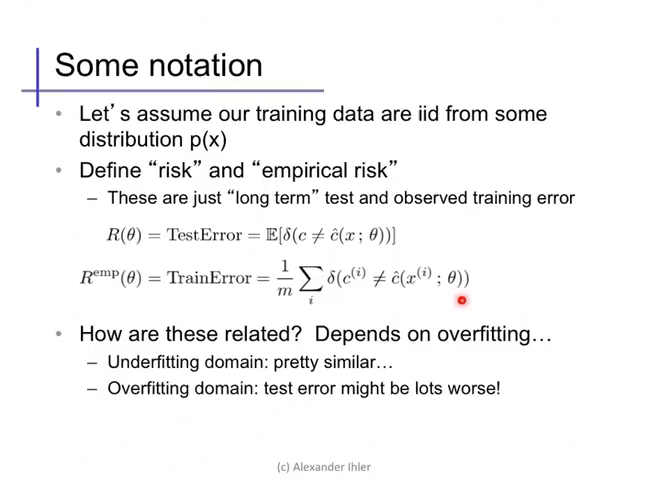 Some notation
• Let's assume our training data are iid from some
distribution p(x)
• Define “risk” and “empirical risk”
– These are just “long term” test and observed training error
R(θ) = TestError = 𝔼[δ(c ≠ ĉ(x ; θ))]
R^emp(θ) = TrainError = 1/m ∑_i δ(c^(i) ≠ ĉ(x^(i) ; θ))
• How are these related? Depends on overfitting…
– Underfitting domain: pretty similar…
– Overfitting domain: test error might be lots worse!
(c) Alexander Ihler